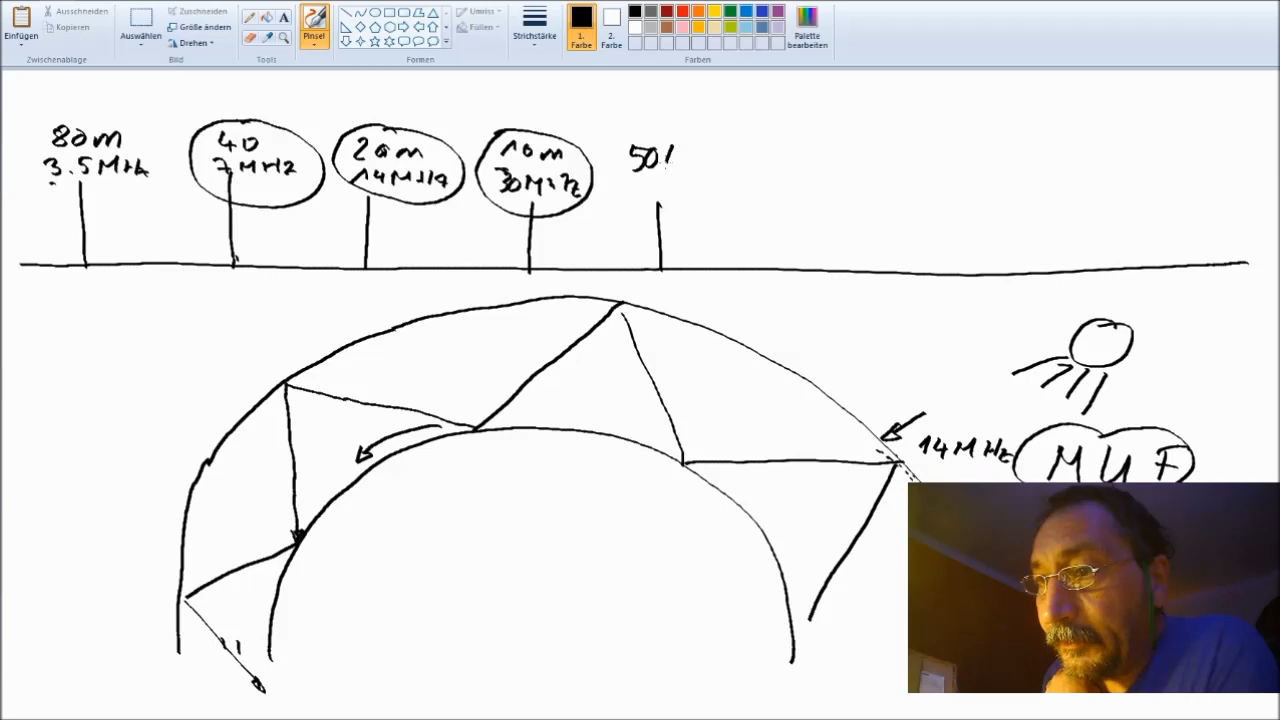 Einfügen
Ausschneiden
Kopieren
Zwischenablage
Auswählen
Zuschneiden
Größe ändern
Drehen
Bild
A
Tools
Pinsel
Umriss
Füllen
Formen
Strichstärke
1.
Farbe
2.
Farbe
Palette
bearbeiten
Farben
80m
3.5MHz
40
7MHz
20m
14MHz
10m
30MHz
50
14MHz
MUF